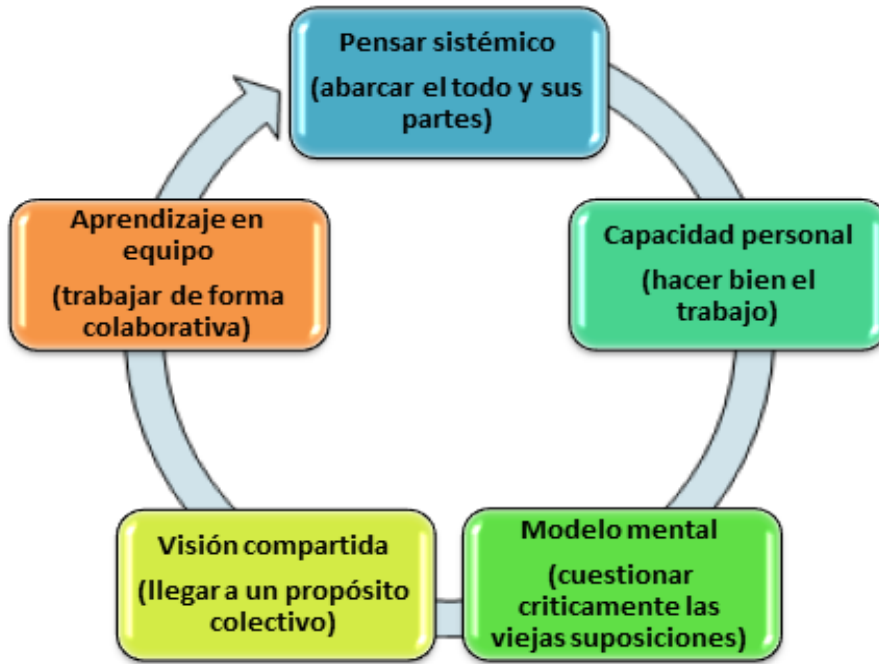 Pensar sistémico
(abarcar el todo y sus
partes)
Capacidad personal
(hacer bien el
trabajo)
Modelo mental
(cuestionar
criticamente las
viejas suposiciones)
Visión compartida
(llegar a un propósito
colectivo)
Aprendizaje en
equipo
(trabajar de forma
colaborativa)